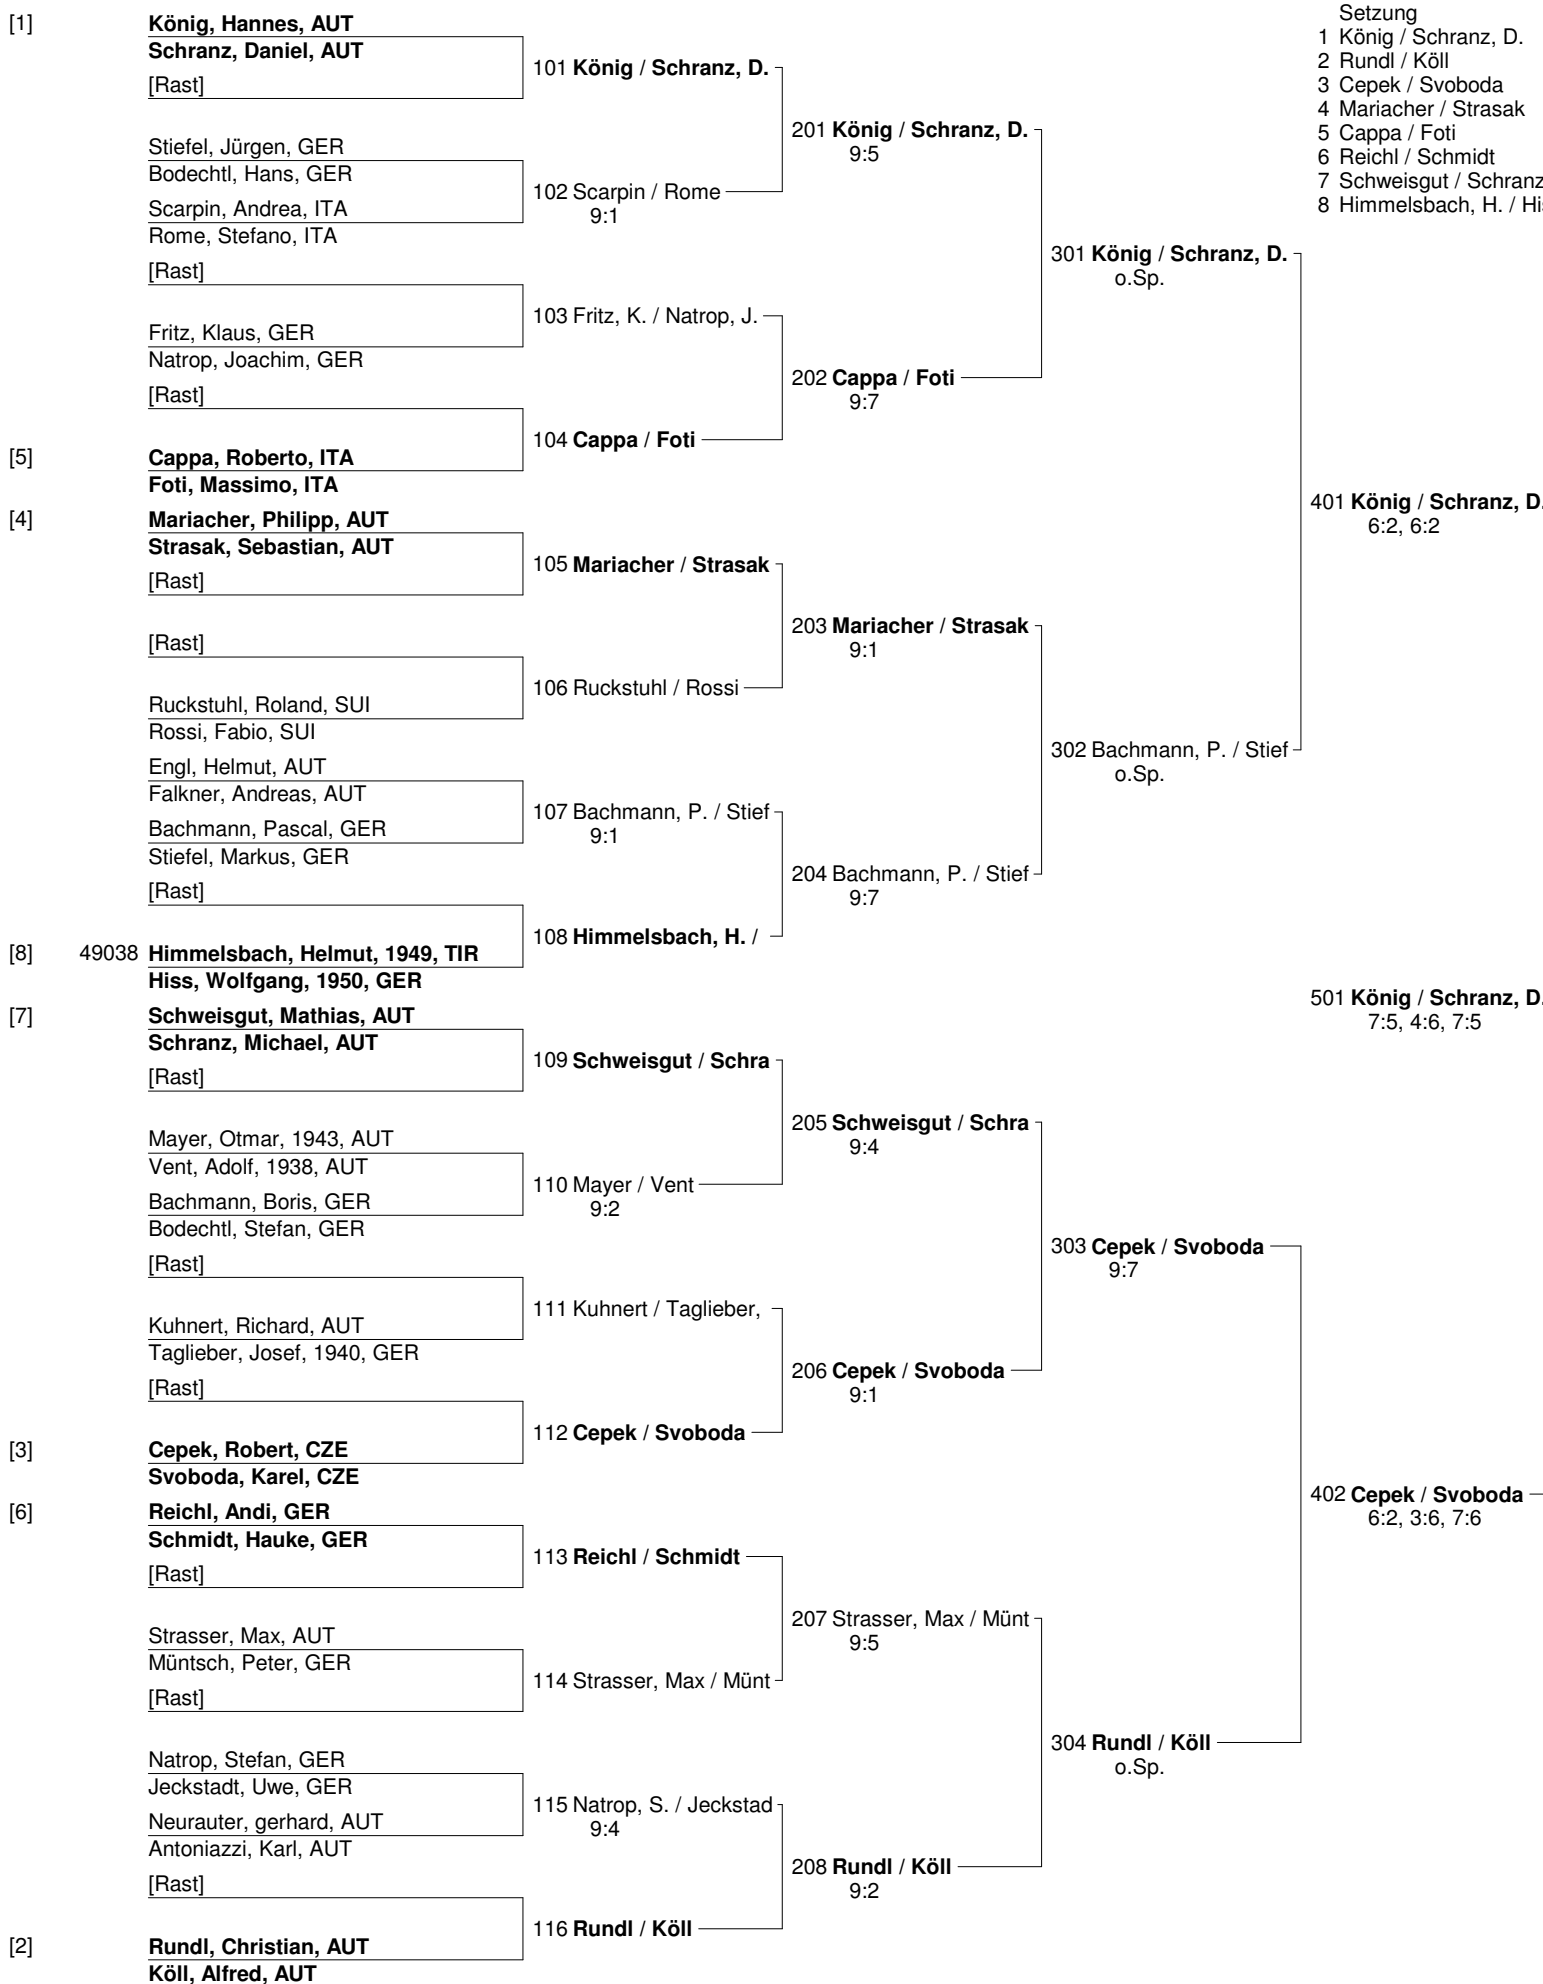 Setzung
1 König / Schranz, D.
2 Rundl / Köll
3 Cepek / Svoboda
4 Mariacher / Strasak
5 Cappa / Foti
6 Reichl / Schmidt
7 Schweisgut / Schranz
8 Himmelsbach, H. / His
[1] König, Hannes, AUT
Schranz, Daniel, AUT
[Rast]
101 König / Schranz, D.
Stiefel, Jürgen, GER
Bodechtl, Hans, GER
Scarpin, Andrea, ITA
Rome, Stefano, ITA
102 Scarpin / Rome
9:1
201 König / Schranz, D.
9:5
[Rast]
Fritz, Klaus, GER
Natrop, Joachim, GER
103 Fritz, K. / Natrop, J.
[Rast]
[5] Cappa, Roberto, ITA
Foti, Massimo, ITA
104 Cappa / Foti
202 Cappa / Foti
9:7
301 König / Schranz, D.
o.Sp.
[4] Mariacher, Philipp, AUT
Strasak, Sebastian, AUT
[Rast]
105 Mariacher / Strasak
[Rast]
Ruckstuhl, Roland, SUI
Rossi, Fabio, SUI
106 Ruckstuhl / Rossi
203 Mariacher / Strasak
9:1
Engl, Helmut, AUT
Falkner, Andreas, AUT
Bachmann, Pascal, GER
Stiefel, Markus, GER
107 Bachmann, P. / Stief
9:1
[Rast]
[8] 49038 Himmelsbach, Helmut, 1949, TIR
Hiss, Wolfgang, 1950, GER
108 Himmelsbach, H. /
204 Bachmann, P. / Stief
9:7
302 Bachmann, P. / Stief
o.Sp.
401 König / Schranz, D.
6:2, 6:2
501 König / Schranz, D.
7:5, 4:6, 7:5
[7] Schweisgut, Mathias, AUT
Schranz, Michael, AUT
[Rast]
109 Schweisgut / Schra
Mayer, Otmar, 1943, AUT
Vent, Adolf, 1938, AUT
Bachmann, Boris, GER
Bodechtl, Stefan, GER
110 Mayer / Vent
9:2
205 Schweisgut / Schra
9:4
[Rast]
Kuhnert, Richard, AUT
Taglieber, Josef, 1940, GER
111 Kuhnert / Taglieber,
[Rast]
[3] Cepek, Robert, CZE
Svoboda, Karel, CZE
112 Cepek / Svoboda
206 Cepek / Svoboda
9:1
303 Cepek / Svoboda
9:7
[6] Reichl, Andi, GER
Schmidt, Hauke, GER
[Rast]
113 Reichl / Schmidt
Strasser, Max, AUT
Müntsch, Peter, GER
[Rast]
114 Strasser, Max / Münt
207 Strasser, Max / Münt
9:5
Natrop, Stefan, GER
Jeckstadt, Uwe, GER
Neurauter, gerhard, AUT
Antoniazzi, Karl, AUT
115 Natrop, S. / Jeckstad
9:4
[Rast]
[2] Rundl, Christian, AUT
Köll, Alfred, AUT
116 Rundl / Köll
208 Rundl / Köll
9:2
304 Rundl / Köll
o.Sp.
402 Cepek / Svoboda
6:2, 3:6, 7:6